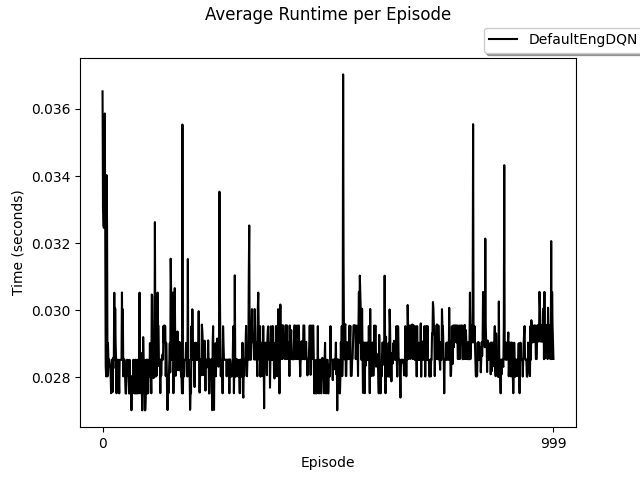 Average Runtime per Episode
DefaultEngDQN
0.036
0.034
0.032
0.030
0.028
Time (seconds)
0
999
Episode